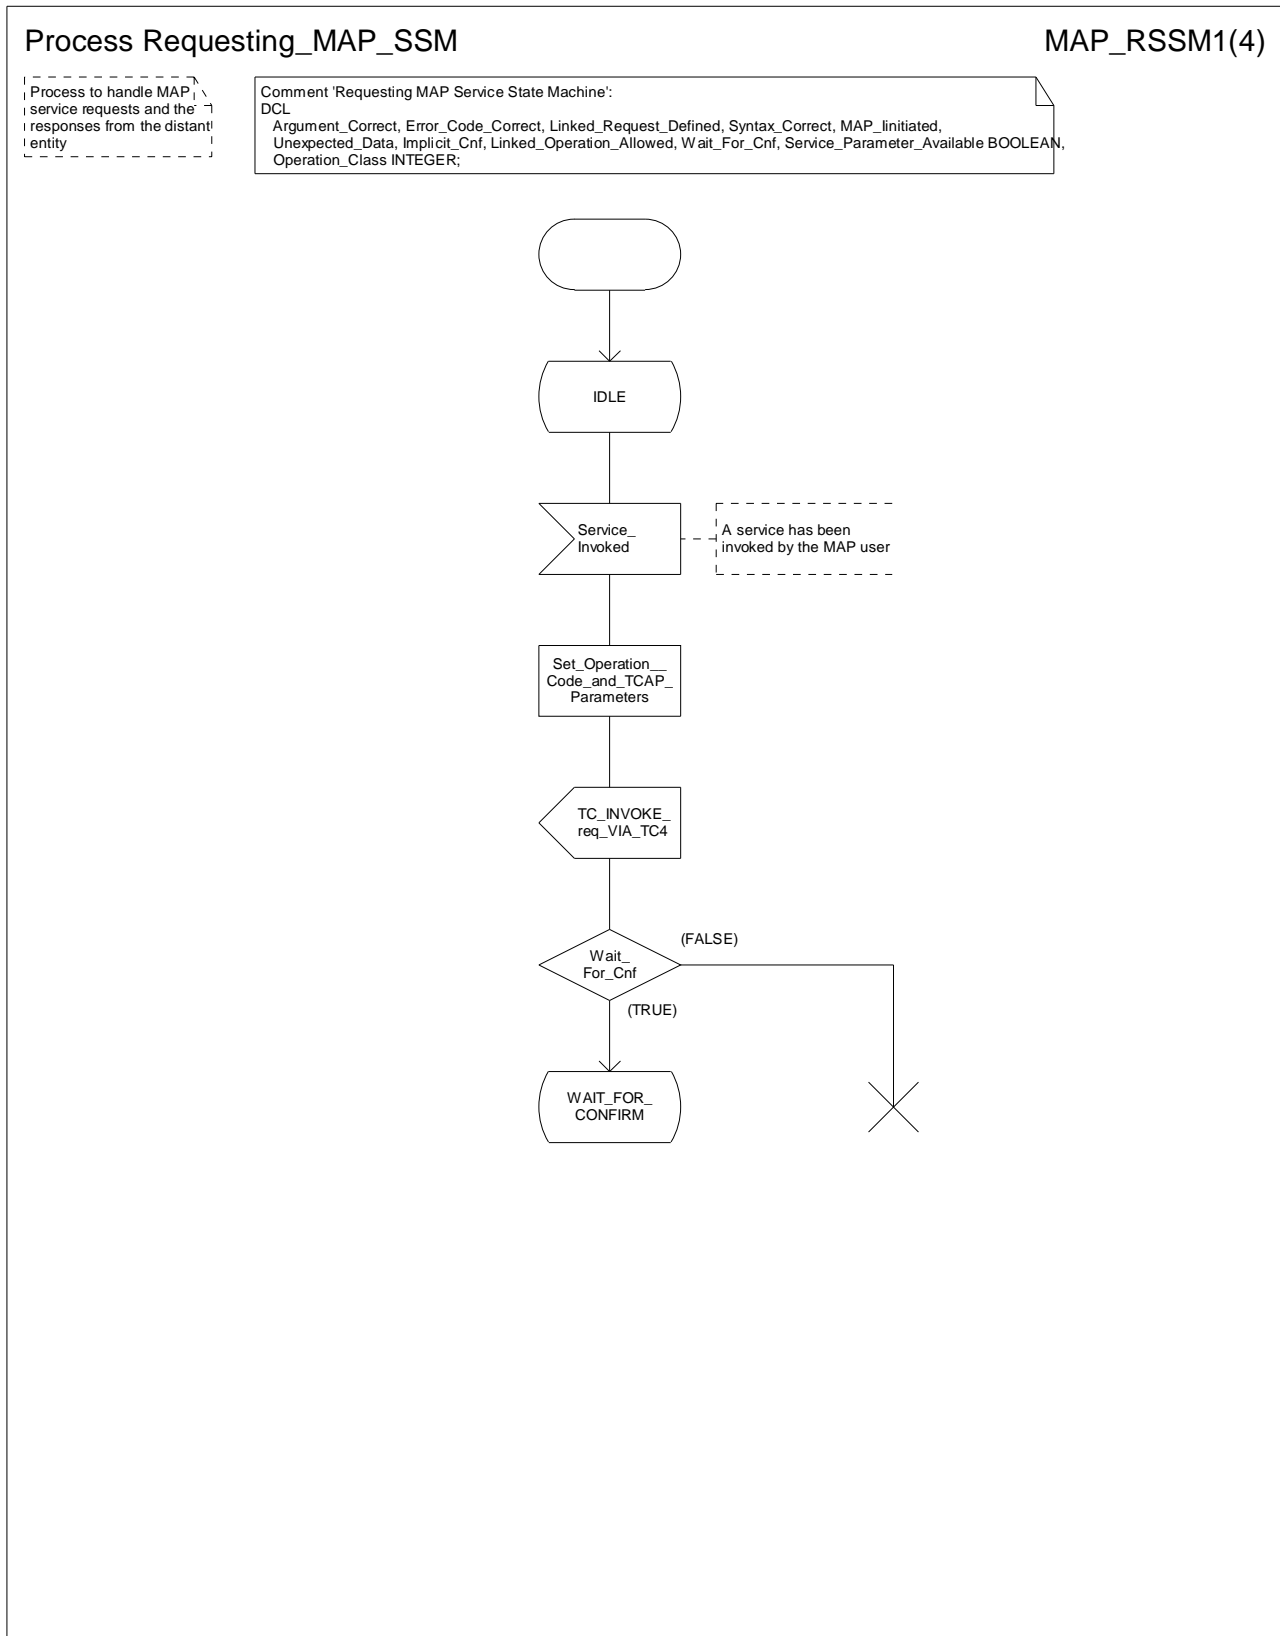 Process Requesting_MAP_SSM
MAP_RSSM1(4)
Process to handle MAP
service requests and the
responses from the distant
entity
Comment 'Requesting MAP Service State Machine':
DCL
Argument_Correct, Error_Code_Correct, Linked_Request_Defined, Syntax_Correct, MAP_Iinitiated,
Unexpected_Data, Implicit_Cnf, Linked_Operation_Allowed, Wait_For_Cnf, Service_Parameter_Available BOOLEAN,
Operation_Class INTEGER;
IDLE
Service_
Invoked
A service has been
invoked by the MAP user
Set_Operation__
Code_and_TCAP_
Parameters
TC_INVOKE_
req_VIA_TC4
Wait_
For_Cnf
(FALSE)
(TRUE)
WAIT_FOR_
CONFIRM